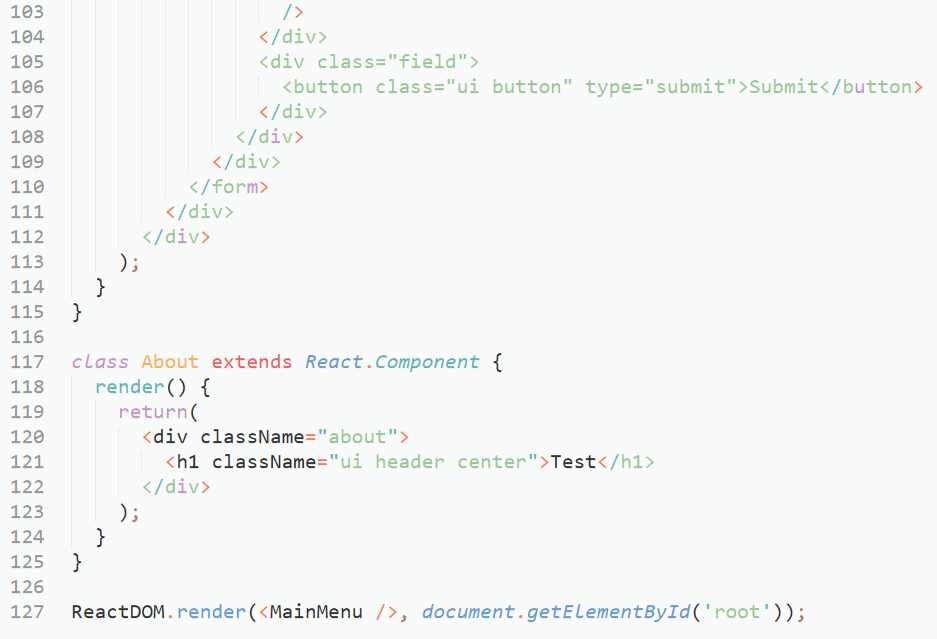 103                  />
104                </div>
105                <div class="field">
106                  <button class="ui button" type="submit">Submit</button>
107                </div>
108              </div>
109            </div>
110          </form>
111        </div>
112      </div>
113    );
114  }
115 }
116
117 class About extends React.Component {
118   render() {
119     return(
120       <div className="about">
121         <h1 className="ui header center">Test</h1>
122       </div>
123     );
124   }
125 }
126
127 ReactDOM.render(<MainMenu />, document.getElementById('root'));